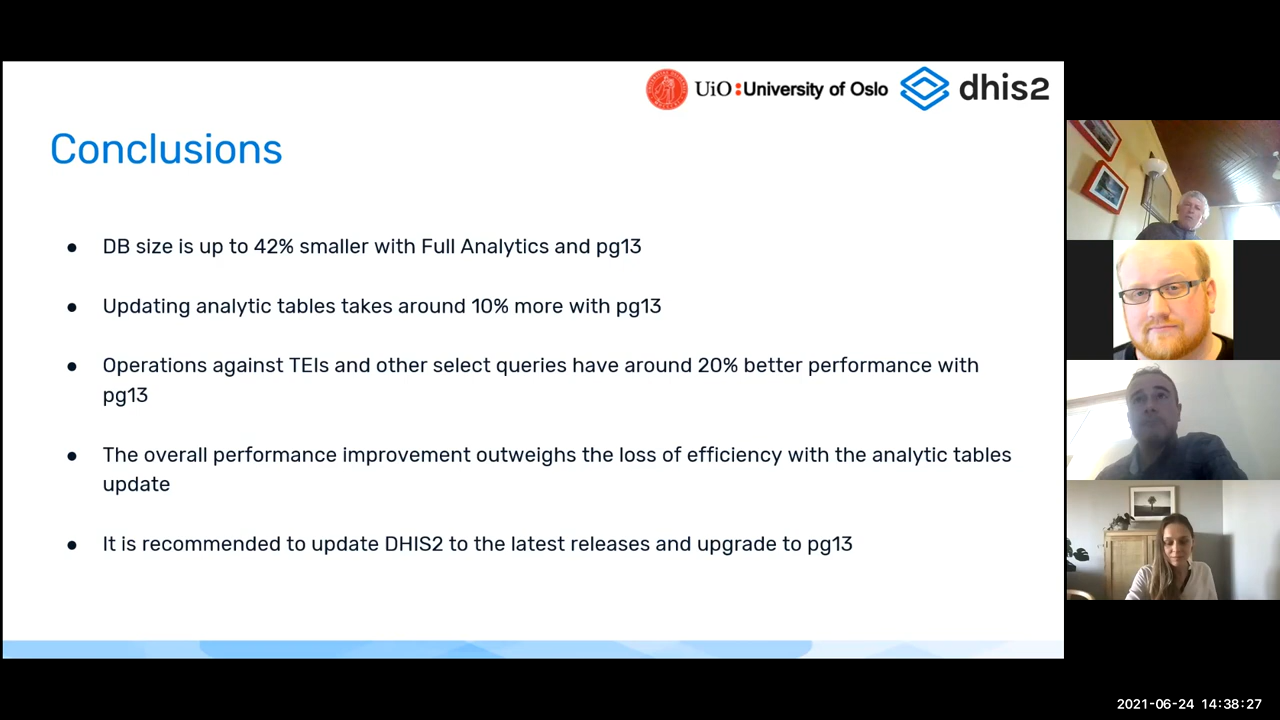 UiO:University of Oslo
dhis2
Conclusions
● DB size is up to 42% smaller with Full Analytics and pg13
● Updating analytic tables takes around 10% more with pg13
● Operations against TEIs and other select queries have around 20% better performance with
pg13
● The overall performance improvement outweighs the loss of efficiency with the analytic tables
update
● It is recommended to update DHIS2 to the latest releases and upgrade to pg13
2021-06-24 14:38:27